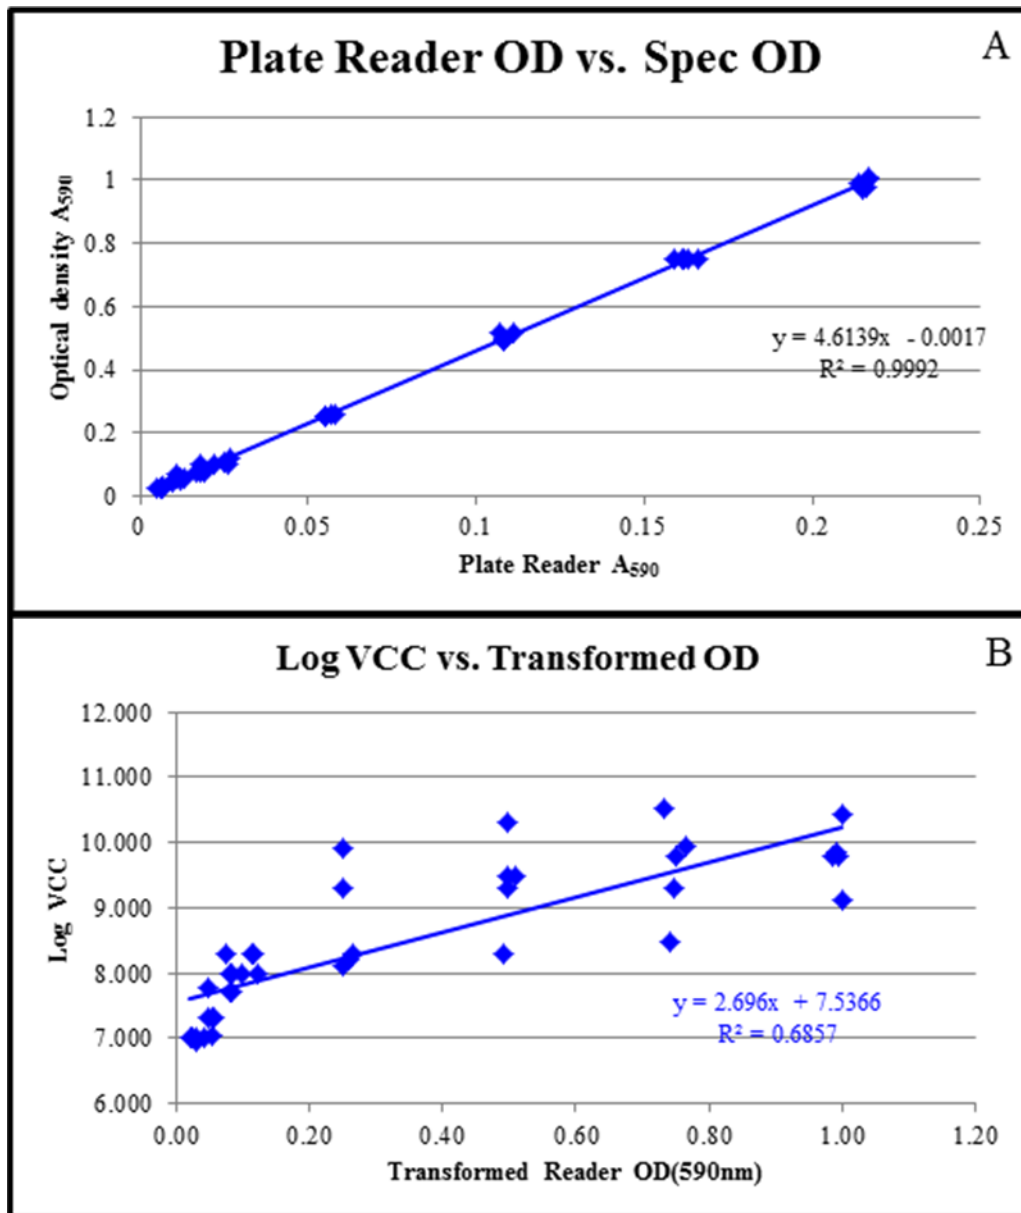 A
Plate Reader OD vs. Spec OD
1.2
1
0.8
0.6
0.4
0.2
0
Optical density A590
y = 4.6139x - 0.0017
R² = 0.9992
0 0.05 0.1 0.15 0.2 0.25
Plate Reader A590
B
Log VCC vs. Transformed OD
12.000
11.000
10.000
9.000
8.000
7.000
6.000
Log VCC
y = 2.696x + 7.5366
R² = 0.6857
0.00 0.20 0.40 0.60 0.80 1.00 1.20
Transformed Reader OD(590nm)